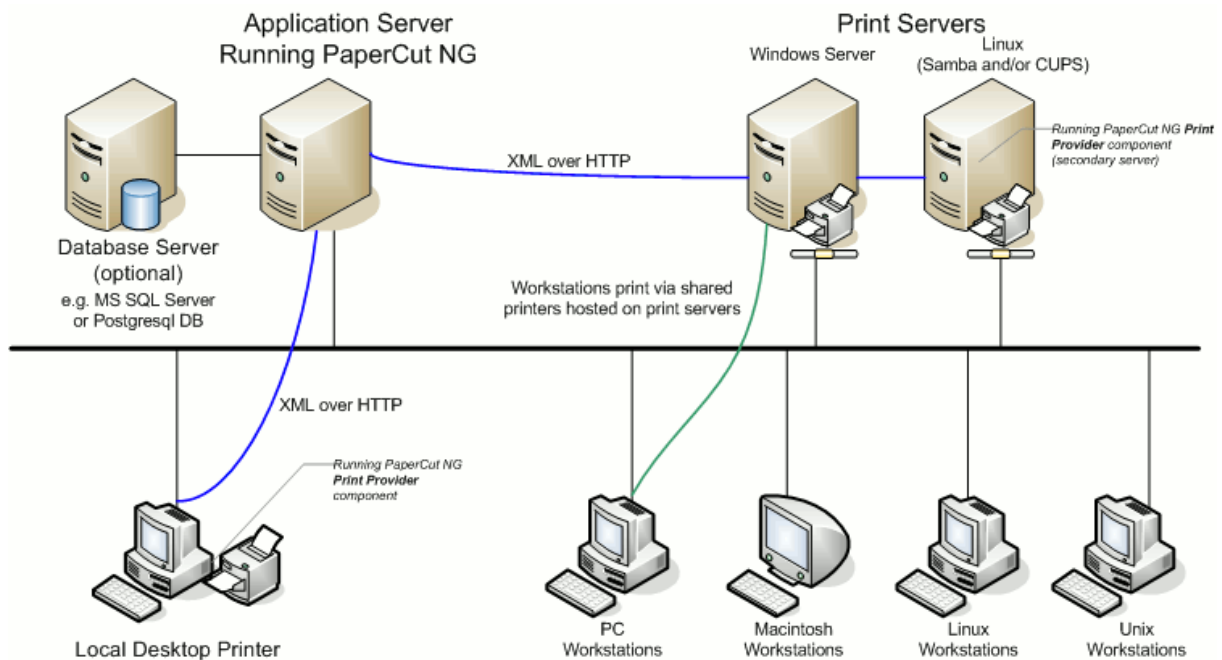 Application Server
Running PaperCut NG
Print Servers
Windows Server
Linux
(Samba and/or CUPS)
Running PaperCut NG Print
Provider component
(secondary server)
XML over HTTP
Database Server
(optional)
e.g. MS SQL Server
or Postgresql DB
Workstations print via shared
printers hosted on print servers
XML over HTTP
Running PaperCut NG
Print Provider
component
Local Desktop Printer
PC
Workstations
Macintosh
Workstations
Linux
Workstations
Unix
Workstations